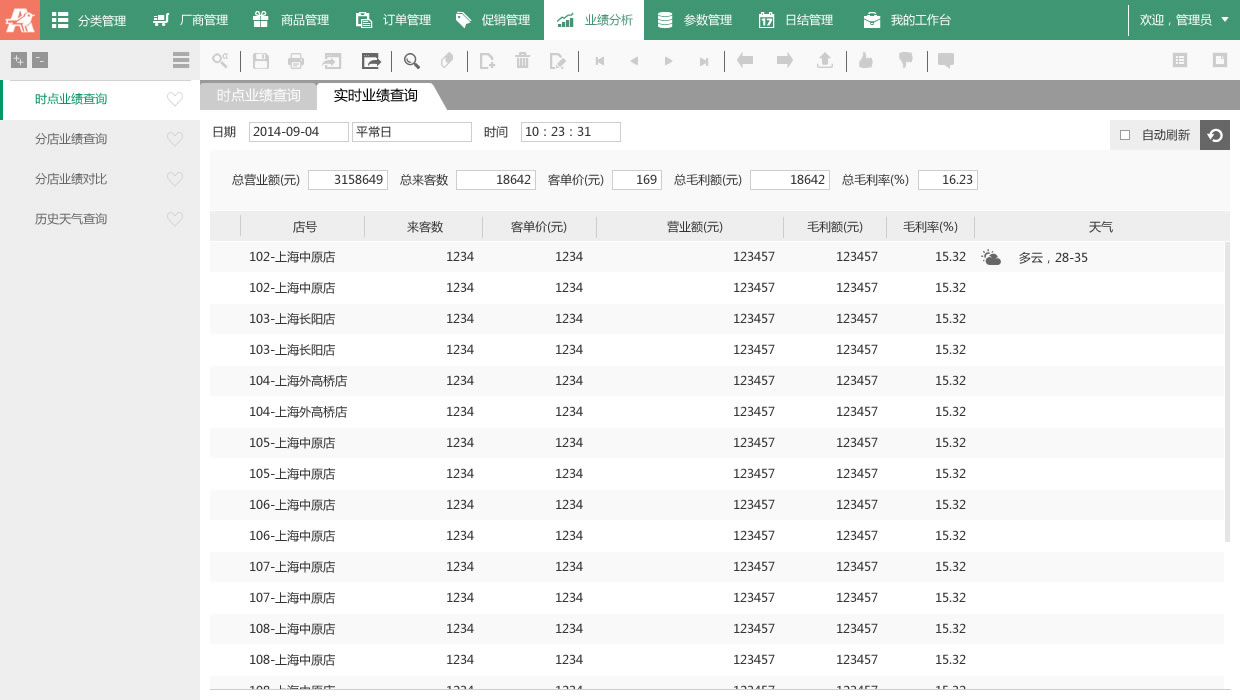 分类管理 厂商管理 商品管理 订单管理 促销管理 业绩分析 参数管理 17 日结管理 我的工作台 欢迎，管理员
时点业绩查询
分店业绩查询
分店业绩对比
历史天气查询
时点业绩查询 实时业绩查询
日期 2014-09-04 平常日 时间 10：23：31 自动刷新
总营业额(元) 3158649 总来客数 18642 客单价(元) 169 总毛利额(元) 18642 总毛利率(%) 16.23
店号 来客数 客单价(元) 营业额(元) 毛利额(元) 毛利率(%) 天气
102-上海中原店 1234 1234 123457 123457 15.32 多云，28-35
102-上海中原店 1234 1234 123457 123457 15.32
103-上海长阳店 1234 1234 123457 123457 15.32
103-上海长阳店 1234 1234 123457 123457 15.32
104-上海外高桥店 1234 1234 123457 123457 15.32
104-上海外高桥店 1234 1234 123457 123457 15.32
105-上海中原店 1234 1234 123457 123457 15.32
105-上海中原店 1234 1234 123457 123457 15.32
106-上海中原店 1234 1234 123457 123457 15.32
106-上海中原店 1234 1234 123457 123457 15.32
107-上海中原店 1234 1234 123457 123457 15.32
107-上海中原店 1234 1234 123457 123457 15.32
108-上海中原店 1234 1234 123457 123457 15.32
108-上海中原店 1234 1234 123457 123457 15.32